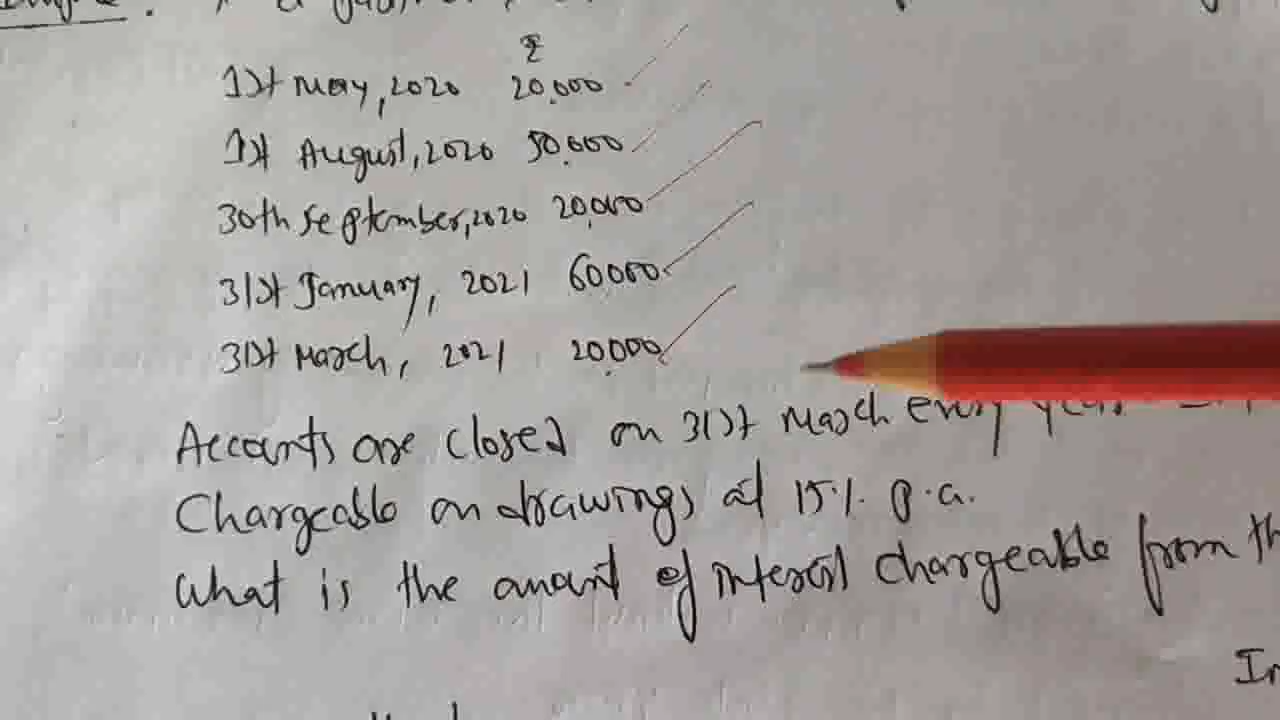 ₹
1st May, 2020 20,000
1st August, 2020 50,000
30th September, 2020 20,000
31st January, 2021 60,000
31st March, 2021 20,000
Accounts are closed on 31st March every year
Chargeable on drawings at 15% p.a.
What is the amount of interest chargeable from